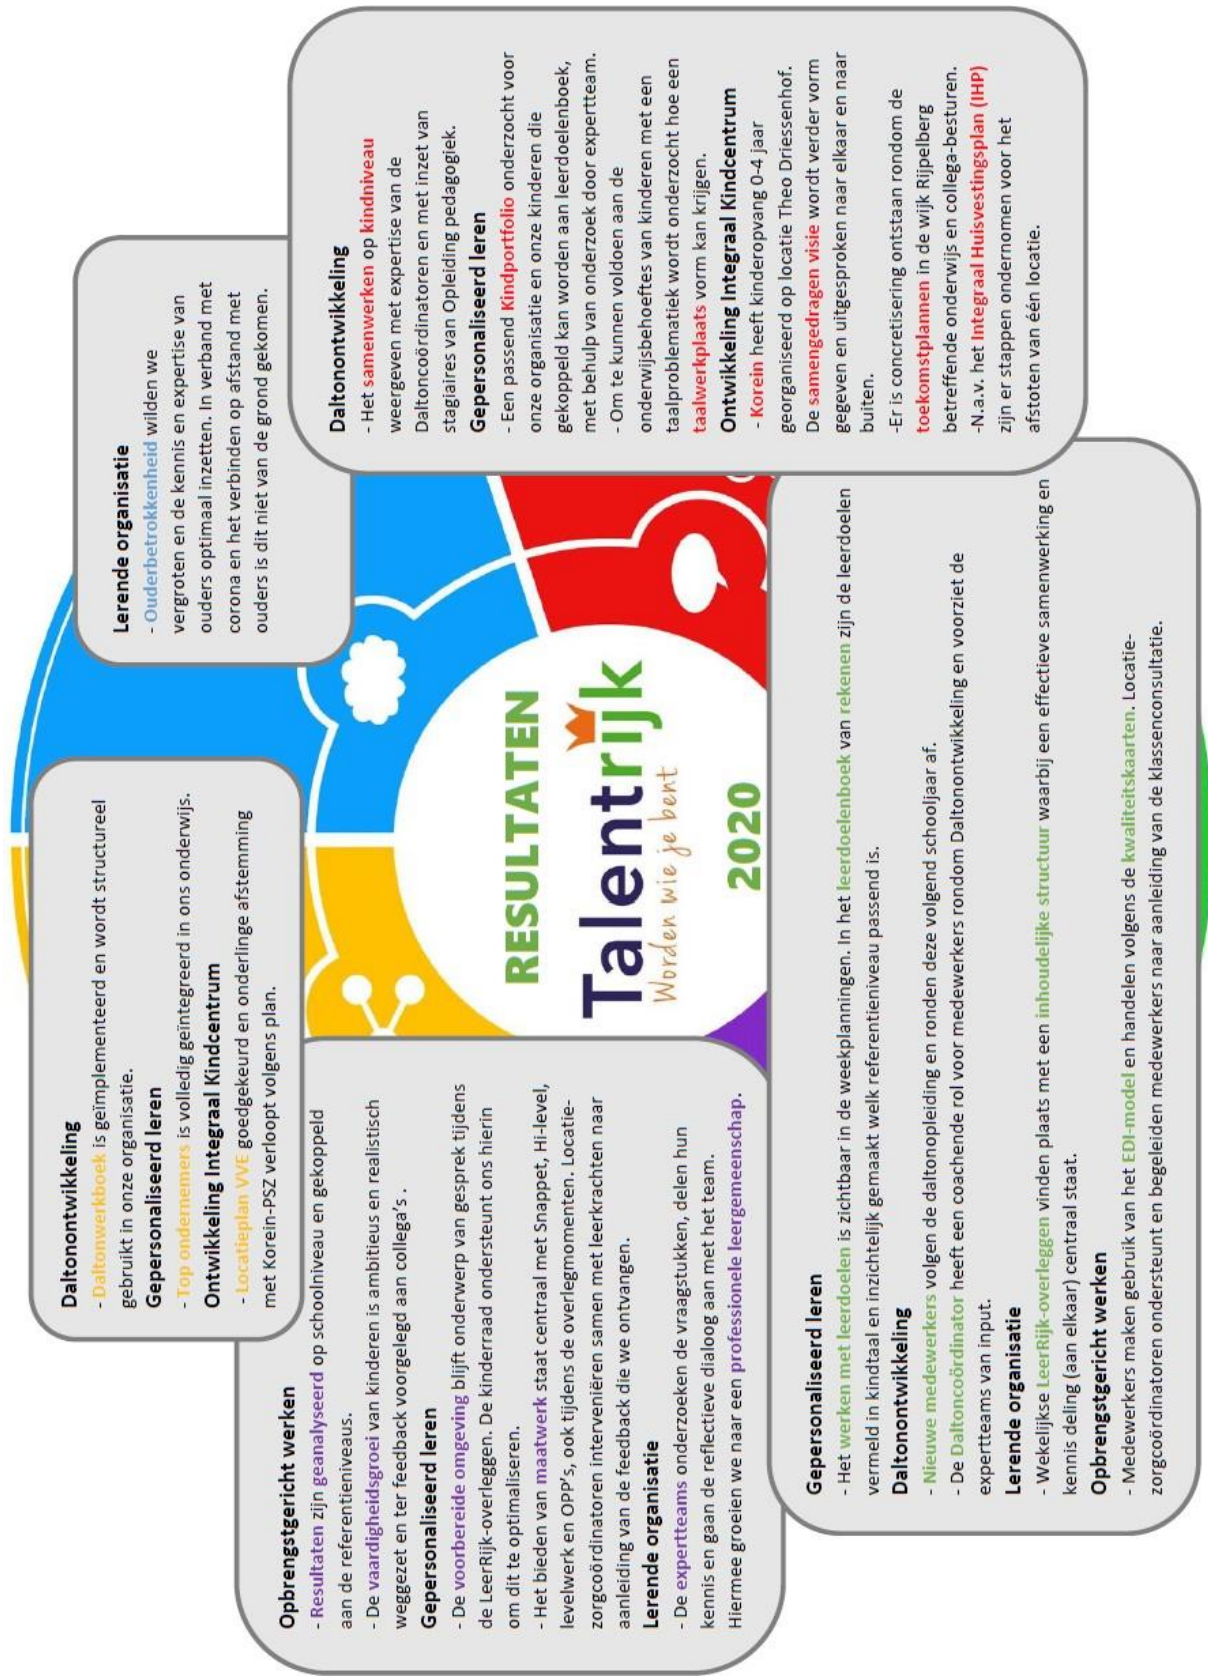 Daltonontwikkeling
- Daltonwerkboek is geïmplementeerd en wordt structureel
gebruikt in onze organisatie.
Gepersonaliseerd leren
- Top ondernemers is volledig geïntegreerd in ons onderwijs.
Ontwikkeling Integraal Kindcentrum
- Locatieplan VVE goedgekeurd en onderlinge afstemming
met Korein-PSZ verloopt volgens plan.
Lerende organisatie
- Ouderbetrokkenheid wilden we
vergroten en de kennis en expertise van
ouders optimaal inzetten. In verband met
corona en het verbinden op afstand met
ouders is dit niet van de grond gekomen.
Opbrengstgericht werken
- Resultaten zijn geanalyseerd op schoolniveau en gekoppeld
aan de referentieniveaus.
- De vaardigheidsgroei van kinderen is ambitieus en realistisch
weggezet en ter feedback voorgelegd aan collega's .
Gepersonaliseerd leren
- De voorbereide omgeving blijft onderwerp van gesprek tijdens
de LeerRijk-overleggen. De kinderraad ondersteunt ons hierin
om dit te optimaliseren.
- Het bieden van maatwerk staat centraal met Snappet, Hi-level,
levelwerk en OPP's, ook tijdens de overlegmomenten. Locatie-
zorgcoördinatoren interveniëren samen met leerkrachten naar
aanleiding van de feedback die we ontvangen.
Lerende organisatie
- De expertteams onderzoeken de vraagstukken, delen hun
kennis en gaan de reflectieve dialoog aan met het team.
Hiermee groeien we naar een professionele leergemeenschap.
RESULTATEN
Talentrijk
Worden wie je bent
2020
Daltonontwikkeling
- Het samenwerken op kindniveau
weergeven met expertise van de
Daltoncoördinatoren en met inzet van
stagiaires van Opleiding pedagogiek.
Gepersonaliseerd leren
- Een passend Kindportfolio onderzocht voor
onze organisatie en onze kinderen die
gekoppeld kan worden aan leerdoelenboek,
met behulp van onderzoek door expertteam.
- Om te kunnen voldoen aan de
onderwijsbehoeftes van kinderen met een
taalproblematiek wordt onderzocht hoe een
taalwerkplaats vorm kan krijgen.
Ontwikkeling Integraal Kindcentrum
- Korein heeft kinderopvang 0-4 jaar
georganiseerd op locatie Theo Driessenhof.
De samengedragen visie wordt verder vorm
gegeven en uitgesproken naar elkaar en naar
buiten.
-Er is concretisering ontstaan rondom de
toekomstplannen in de wijk Rijpelberg
betreffende onderwijs en collega-besturen.
-N.a.v. het Integraal Huisvestingsplan (IHP)
zijn er stappen ondernomen voor het
afstoten van één locatie.
Gepersonaliseerd leren
- Het werken met leerdoelen is zichtbaar in de weekplanningen. In het leerdoelenboek van rekenen zijn de leerdoelen
vermeld in kindtaal en inzichtelijk gemaakt welk referentieniveau passend is.
Daltonontwikkeling
- Nieuwe medewerkers volgen de daltonopleiding en ronden deze volgend schooljaar af.
- De Daltoncoördinator heeft een coachende rol voor medewerkers rondom Daltonontwikkeling en voorziet de
expertteams van input.
Lerende organisatie
- Wekelijkse LeerRijk-overleggen vinden plaats met een inhoudelijke structuur waarbij een effectieve samenwerking en
kennis deling (aan elkaar) centraal staat.
Opbrengstgericht werken
- Medewerkers maken gebruik van het EDI-model en handelen volgens de kwaliteitskaarten. Locatie-
zorgcoördinatoren ondersteunt en begeleiden medewerkers naar aanleiding van de klassenconsultatie.